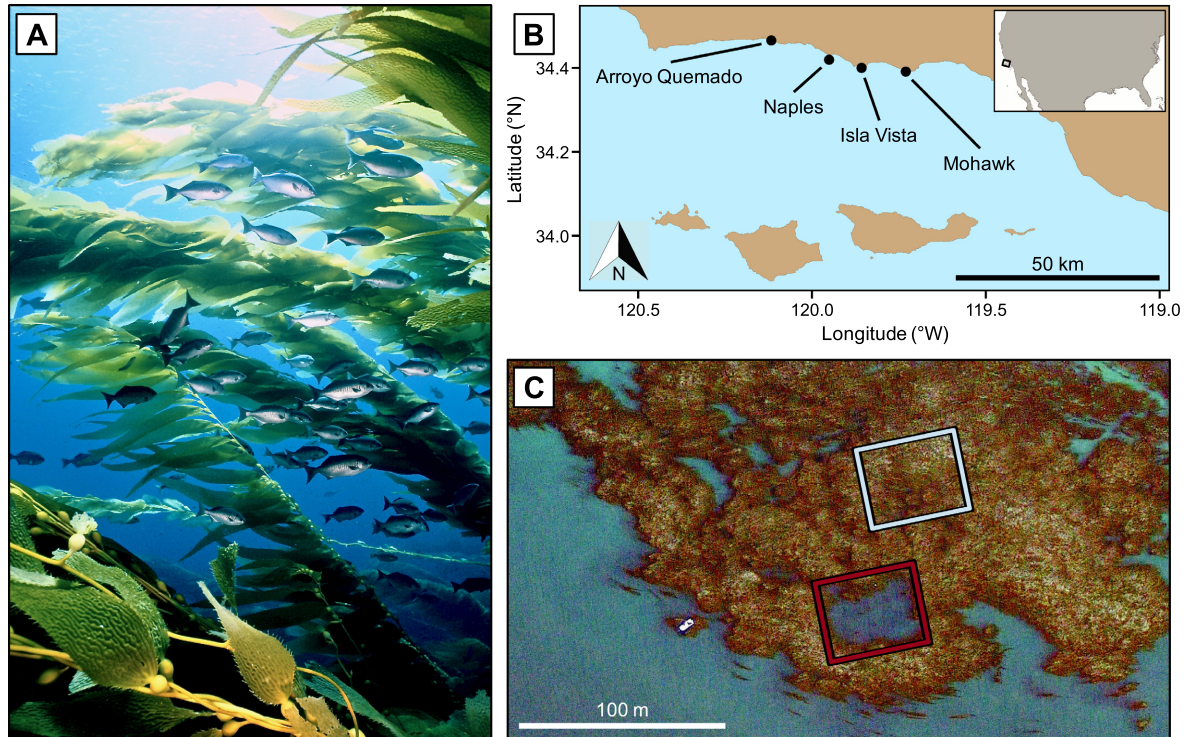 A
B
Arroyo Quemado
Naples
Isla Vista
Mohawk
34.4
34.2
34.0
Latitude (°N)
N
50 km
120.5
120.0
119.5
119.0
Longitude (°W)
C
100 m